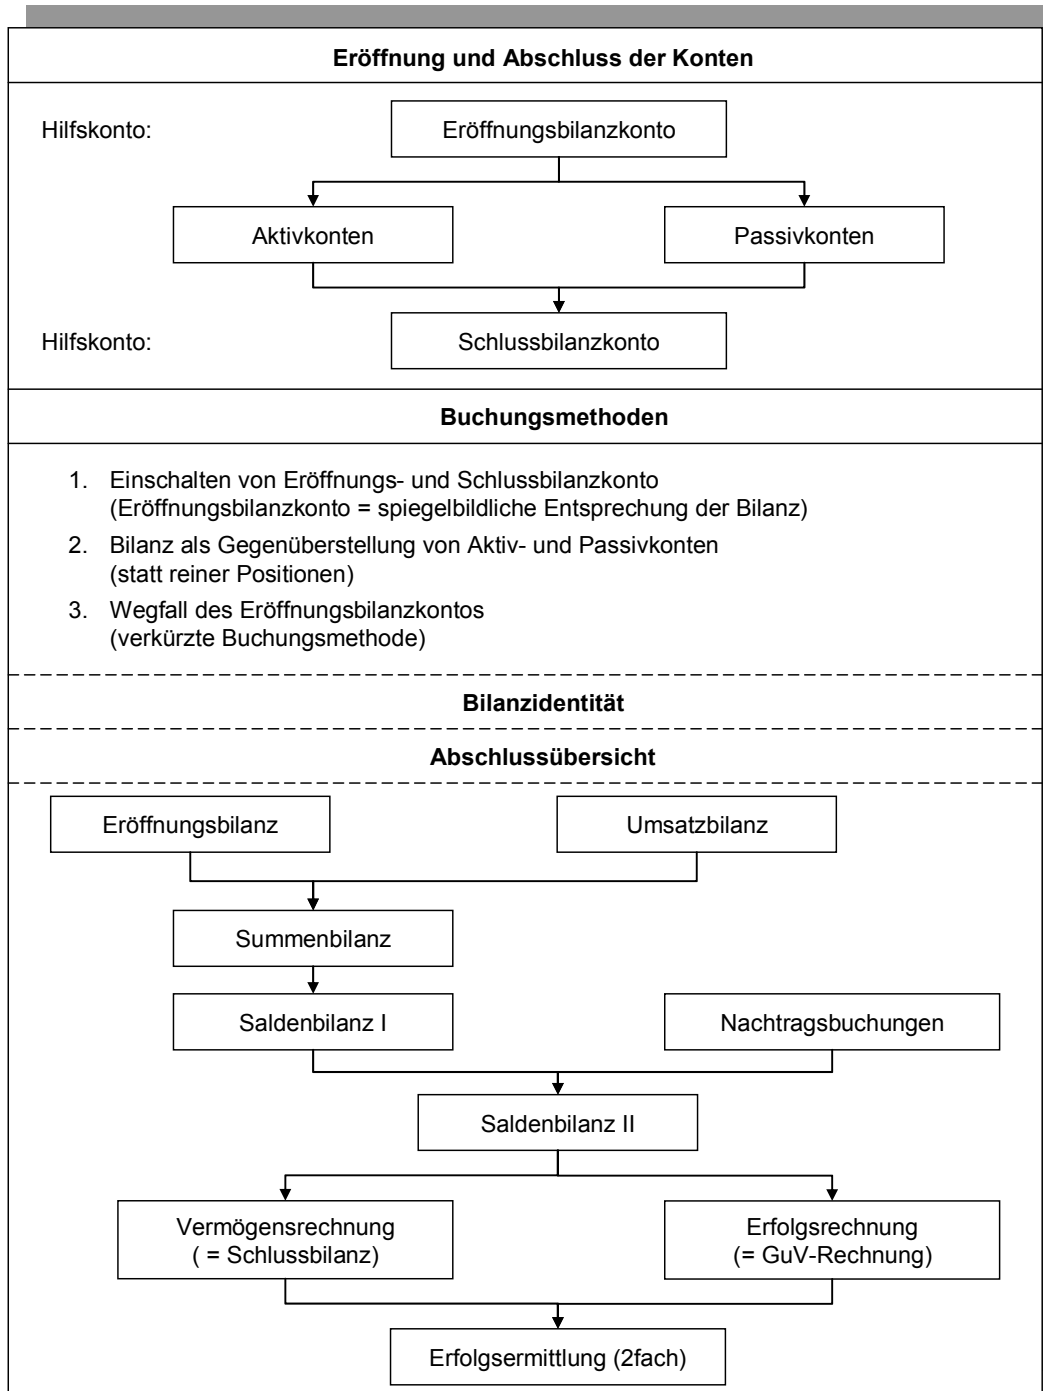 Eröffnung und Abschluss der Konten
Hilfskonto:
Eröffnungsbilanzkonto
Aktivkonten
Passivkonten
Hilfskonto:
Schlussbilanzkonto
Buchungsmethoden
1. Einschalten von Eröffnungs- und Schlussbilanzkonto
(Eröffnungsbilanzkonto = spiegelbildliche Entsprechung der Bilanz)
2. Bilanz als Gegenüberstellung von Aktiv- und Passivkonten
(statt reiner Positionen)
3. Wegfall des Eröffnungsbilanzkontos
(verkürzte Buchungsmethode)
Bilanzidentität
Abschlussübersicht
Eröffnungsbilanz
Umsatzbilanz
Summenbilanz
Saldenbilanz I
Nachtragsbuchungen
Saldenbilanz II
Vermögensrechnung
( = Schlussbilanz)
Erfolgsrechnung
(= GuV-Rechnung)
Erfolgsermittlung (2fach)